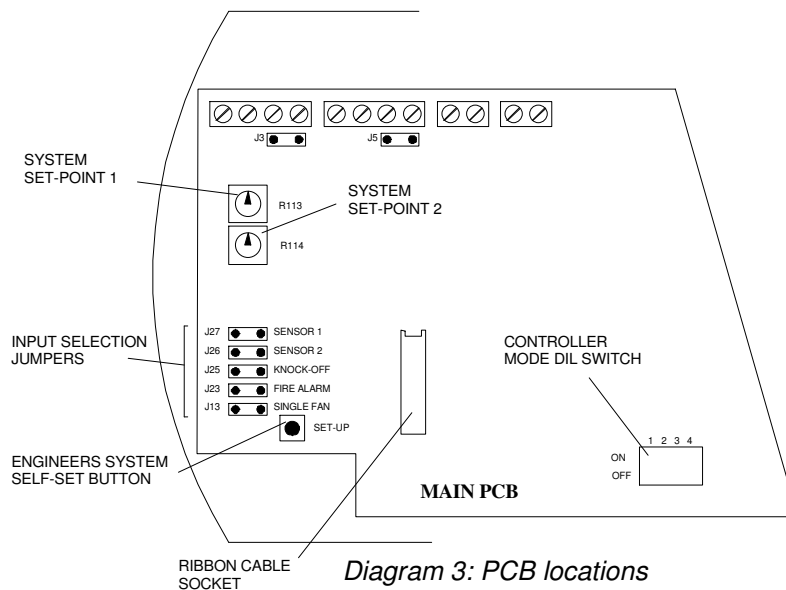 J3
J5
SYSTEM
SET-POINT 1
SYSTEM
SET-POINT 2
R113
R114
INPUT SELECTION
JUMPERS
J27 SENSOR 1
J26 SENSOR 2
J25 KNOCK-OFF
J23 FIRE ALARM
J13 SINGLE FAN
SET-UP
CONTROLLER
MODE DIL SWITCH
1 2 3 4
ON
OFF
ENGINEERS SYSTEM
SELF-SET BUTTON
MAIN PCB
RIBBON CABLE
SOCKET
Diagram 3: PCB locations